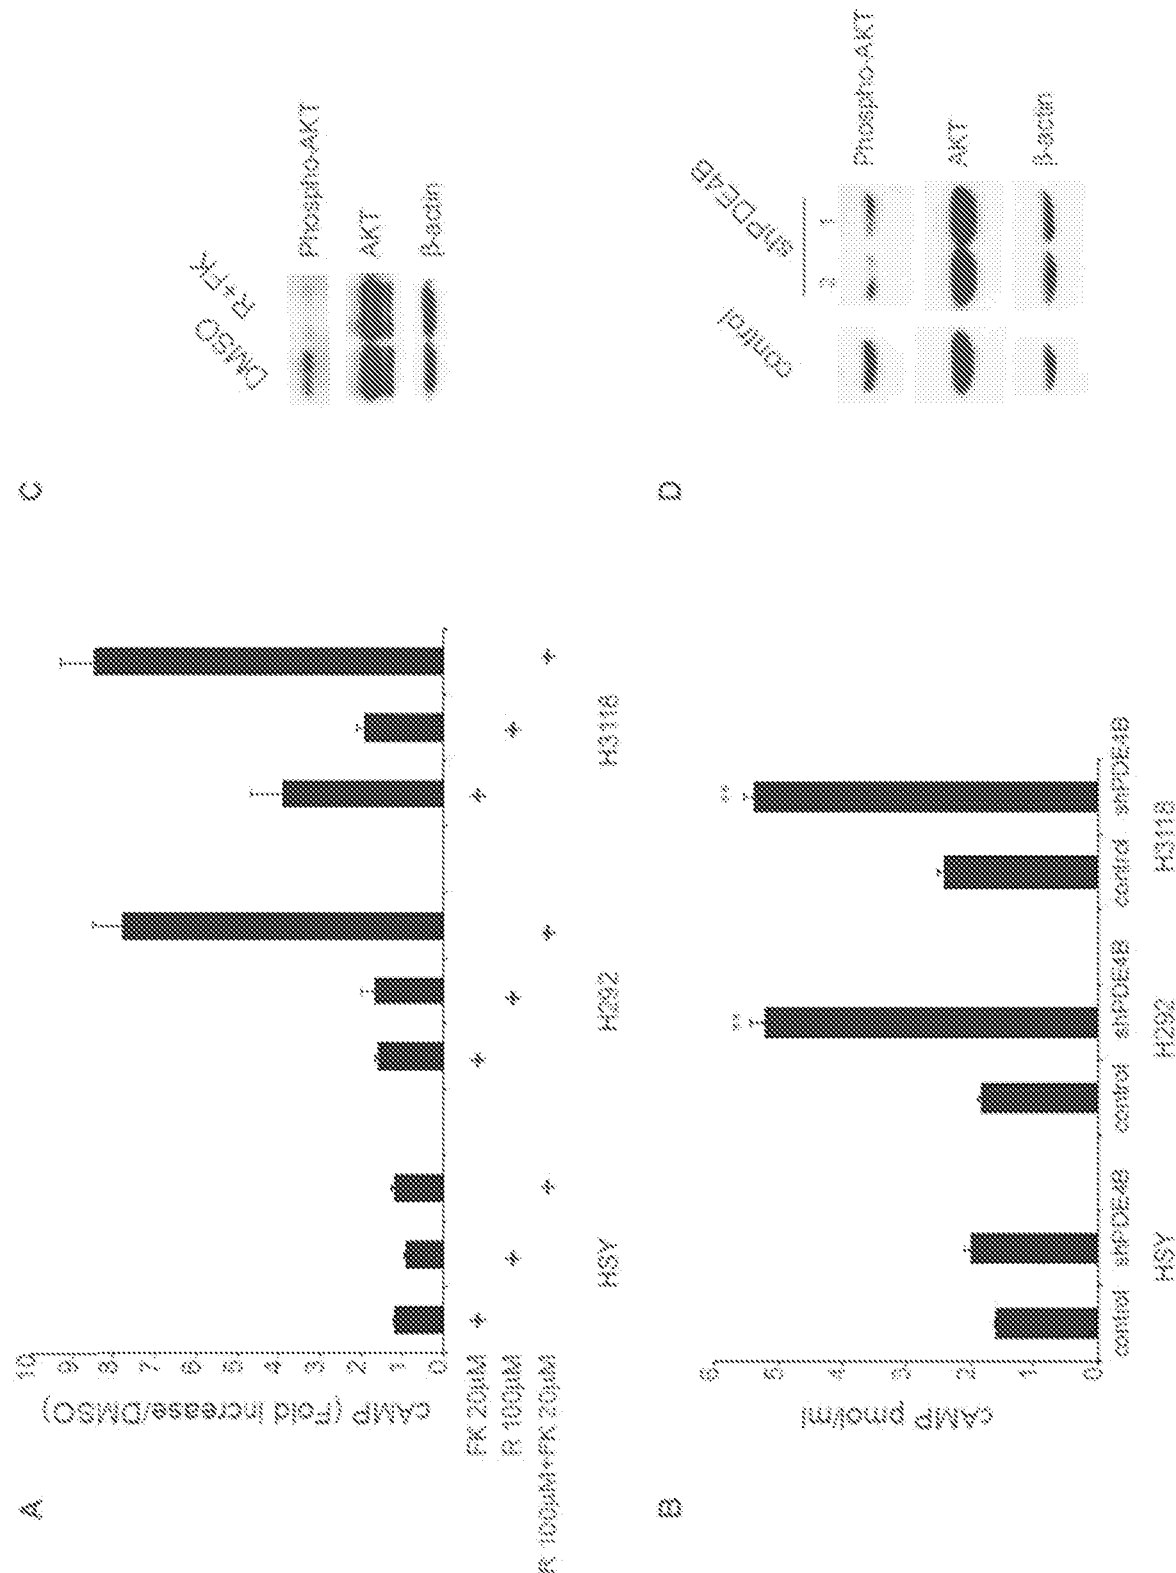 A
cAMP (Fold increase/DMSO)
10
9
8
7
6
5
4
3
2
1
0
FK 20µM + + +
R 100µM + + +
R 100µM+FK 20µM + + +
HSY H292 H3118
B
cAMP pmol/ml
6
5
4
3
2
1
0
** **
control shPDE4B control shPDE4B control shPDE4B
HSY H292 H3118
C
DMSO R+FK
Phospho-AKT
AKT
β-actin
D
control shPDE4B
2 1
Phospho-AKT
AKT
β-actin